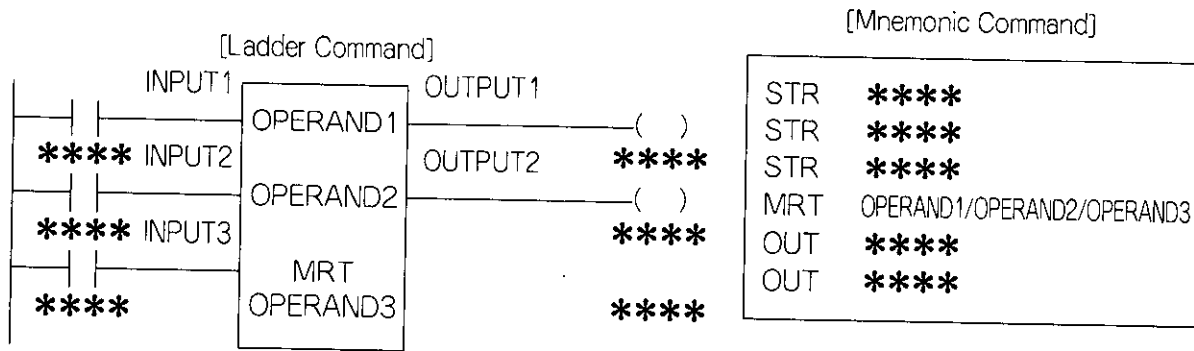 [Ladder Command]
INPUT1
OUTPUT1
OPERAND1
( )
**** INPUT2
OUTPUT2
****
OPERAND2
( )
**** INPUT3
****
MRT
****
OPERAND3
****
[Mnemonic Command]
STR ****
STR ****
STR ****
MRT OPERAND1/OPERAND2/OPERAND3
OUT ****
OUT ****